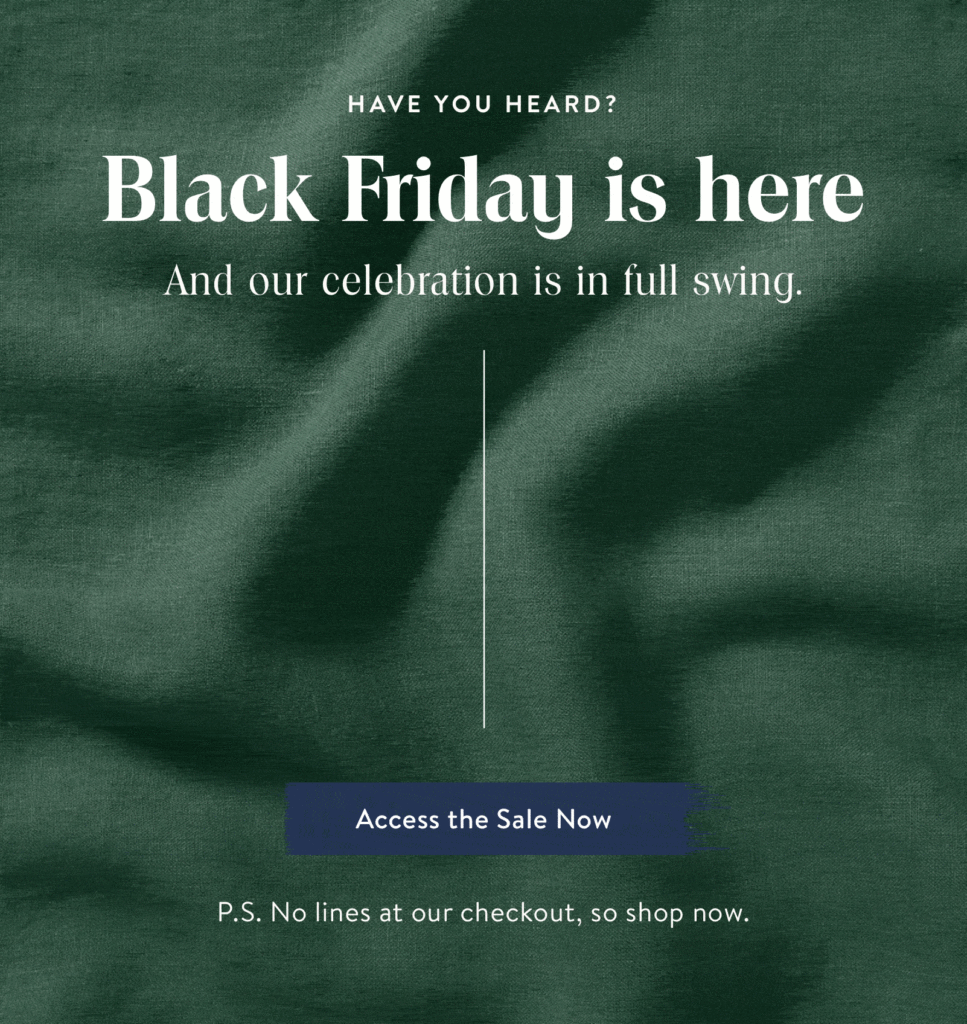 HAVE YOU HEARD?
Black Friday is here
And our celebration is in full swing.
Access the Sale Now
P.S. No lines at our checkout, so shop now.